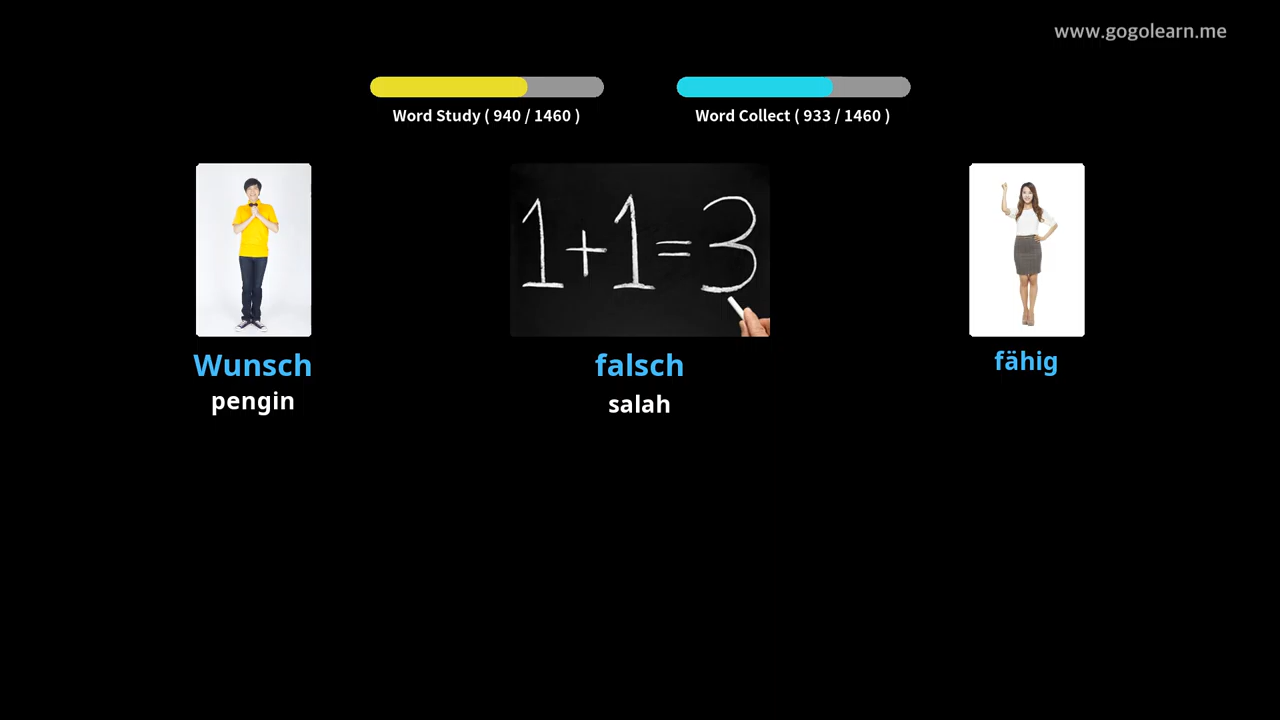 www.gogolearn.me
Word Study ( 940 / 1460 )
Word Collect ( 933 / 1460 )
1+1=3
Wunsch
falsch
fähig
pengin
salah